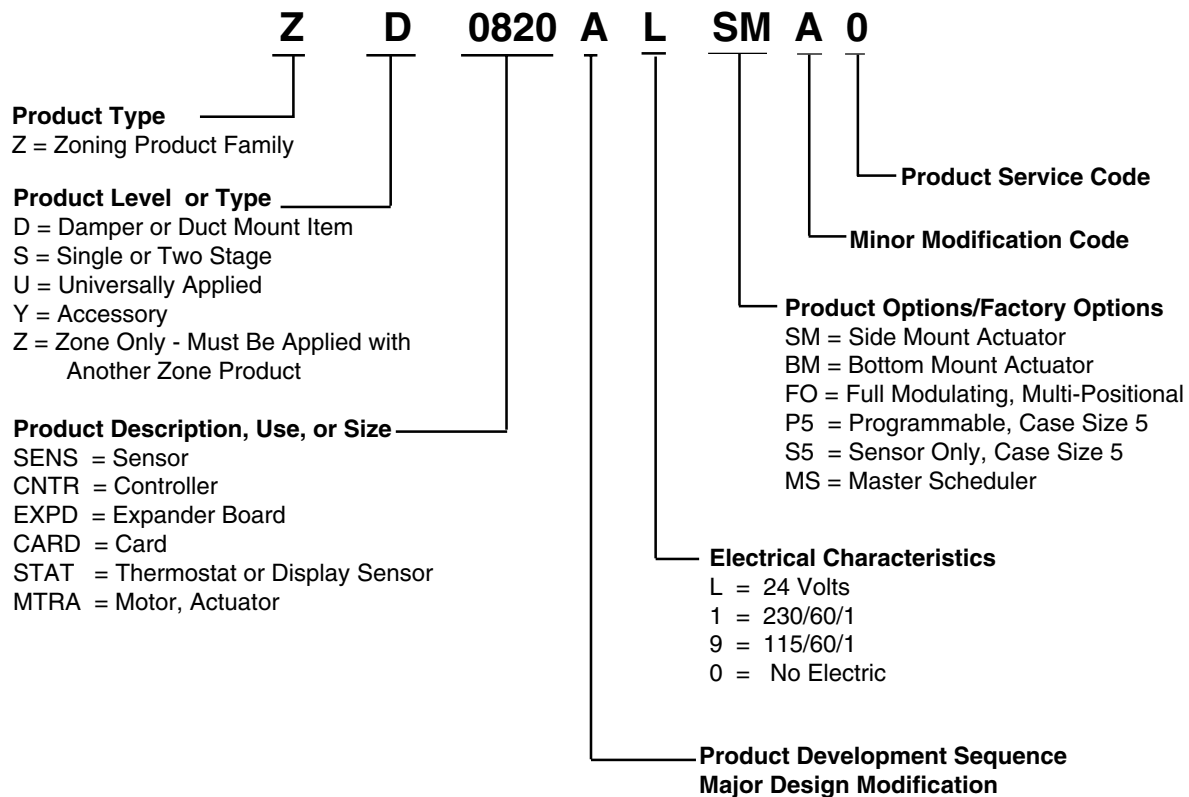 Z D 0820 A L SM A 0
Product Type
Z = Zoning Product Family
Product Level or Type
D = Damper or Duct Mount Item
S = Single or Two Stage
U = Universally Applied
Y = Accessory
Z = Zone Only - Must Be Applied with
Another Zone Product
Product Description, Use, or Size
SENS = Sensor
CNTR = Controller
EXPD = Expander Board
CARD = Card
STAT = Thermostat or Display Sensor
MTRA = Motor, Actuator
Product Service Code
Minor Modification Code
Product Options/Factory Options
SM = Side Mount Actuator
BM = Bottom Mount Actuator
FO = Full Modulating, Multi-Positional
P5 = Programmable, Case Size 5
S5 = Sensor Only, Case Size 5
MS = Master Scheduler
Electrical Characteristics
L = 24 Volts
1 = 230/60/1
9 = 115/60/1
0 = No Electric
Product Development Sequence
Major Design Modification